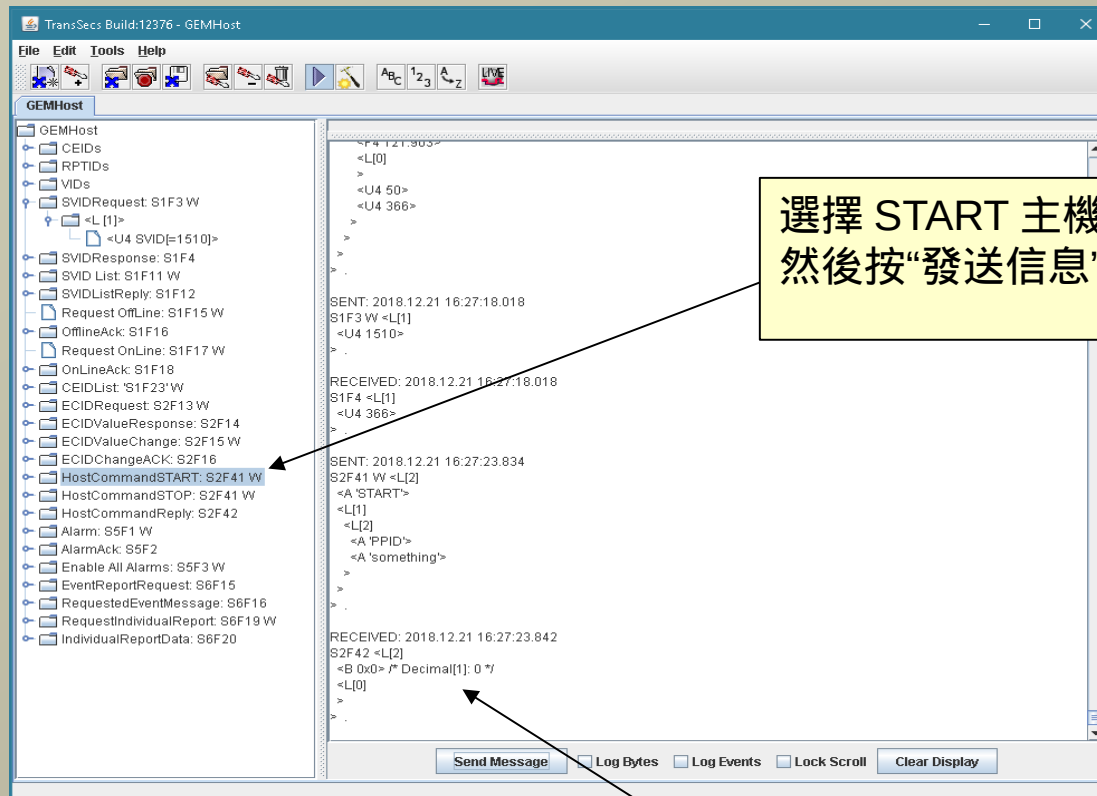 TransSecs Build:12376 - GEMHost
File Edit Tools Help
ABC 123 A Z LIVE
GEMHost
GEMHost
CEIDs
RPTIDs
VIDs
SVIDRequest: S1F3 W
<L [1]>
<U4 SVID[=1510]>
SVIDResponse: S1F4
SVID List: S1F11 W
SVIDListReply: S1F12
Request OffLine: S1F15 W
OfflineAck: S1F16
Request OnLine: S1F17 W
OnLineAck: S1F18
CEIDList: 'S1F23' W
ECIDRequest: S2F13 W
ECIDValueResponse: S2F14
ECIDValueChange: S2F15 W
ECIDChangeACK: S2F16
HostCommandSTART: S2F41 W
HostCommandSTOP: S2F41 W
HostCommandReply: S2F42
Alarm: S5F1 W
AlarmAck: S5F2
Enable All Alarms: S5F3 W
EventReportRequest: S6F15
RequestedEventMessage: S6F16
RequestIndividualReport: S6F19 W
IndividualReportData: S6F20
<F4 121.903>
<L[0]
>
<U4 50>
<U4 366>
>
>
>
> .
SENT: 2018.12.21 16:27:18.018
S1F3 W <L[1]
<U4 1510>
> .
RECEIVED: 2018.12.21 16:27:18.018
S1F4 <L[1]
<U4 366>
> .
SENT: 2018.12.21 16:27:23.834
S2F41 W <L[2]
<A 'START'>
<L[1]
<L[2]
<A 'PPID'>
<A 'something'>
>
>
> .
RECEIVED: 2018.12.21 16:27:23.842
S2F42 <L[2]
<B 0x0> /* Decimal[1]: 0 */
<L[0]
>
> .
選擇 START 主機
然後按“發送信息”
Send Message Log Bytes Log Events Lock Scroll Clear Display